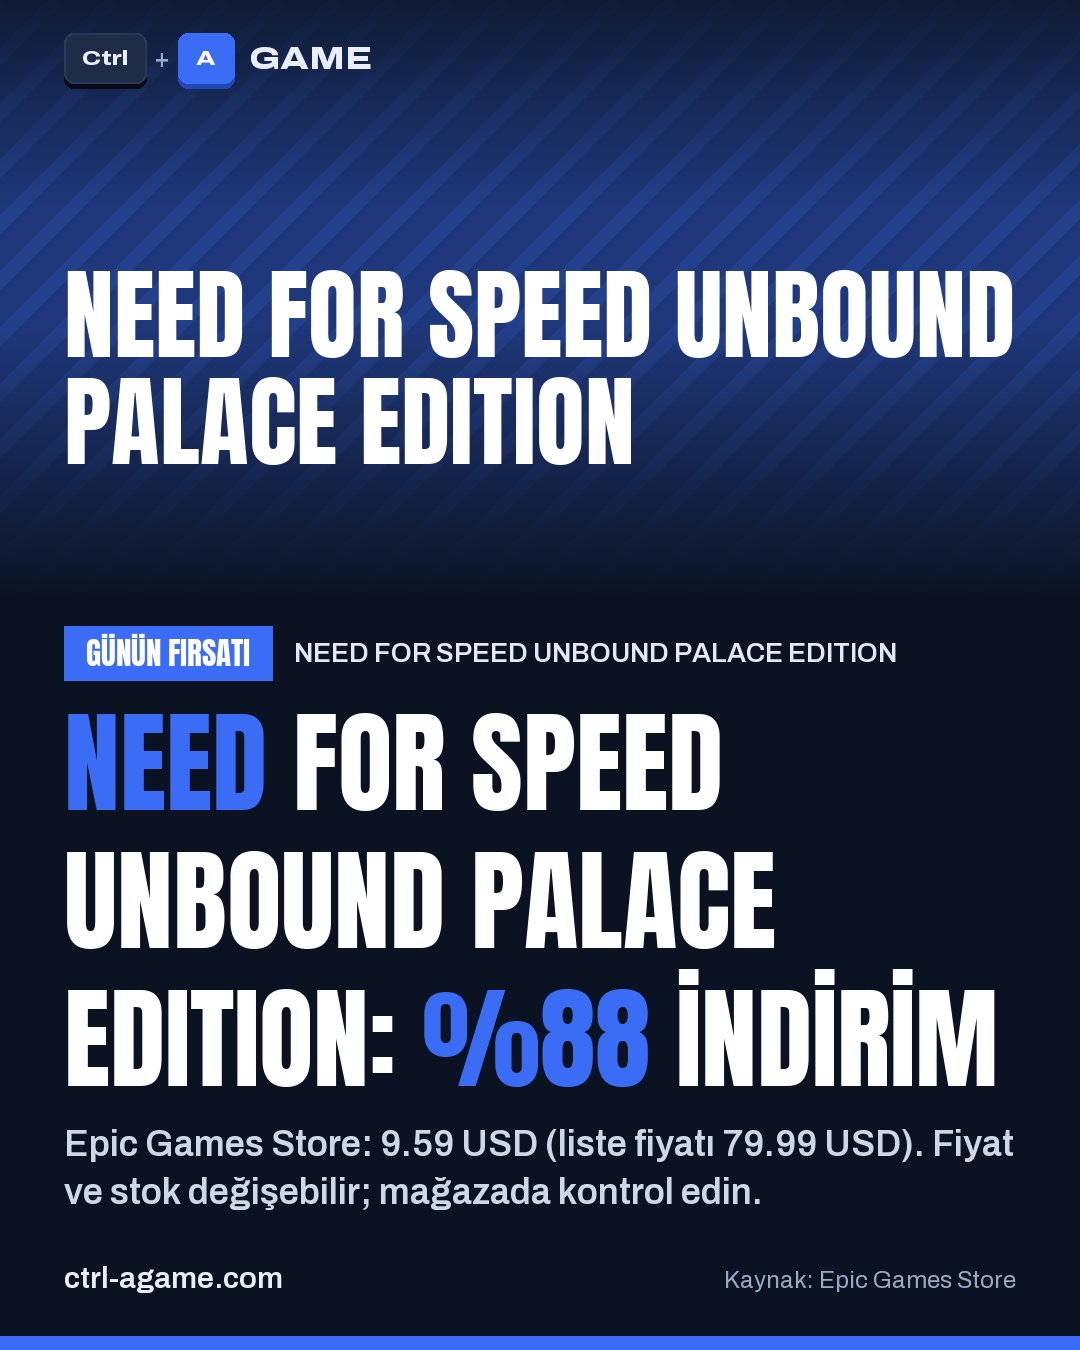 Ctrl + A GAME
NEED FOR SPEED UNBOUND
PALACE EDITION
GÜNÜN FIRSATI NEED FOR SPEED UNBOUND PALACE EDITION
NEED FOR SPEED
UNBOUND PALACE
EDITION: %88 İNDİRİM
Epic Games Store: 9.59 USD (liste fiyatı 79.99 USD). Fiyat
ve stok değişebilir; mağazada kontrol edin.
ctrl-agame.com Kaynak: Epic Games Store